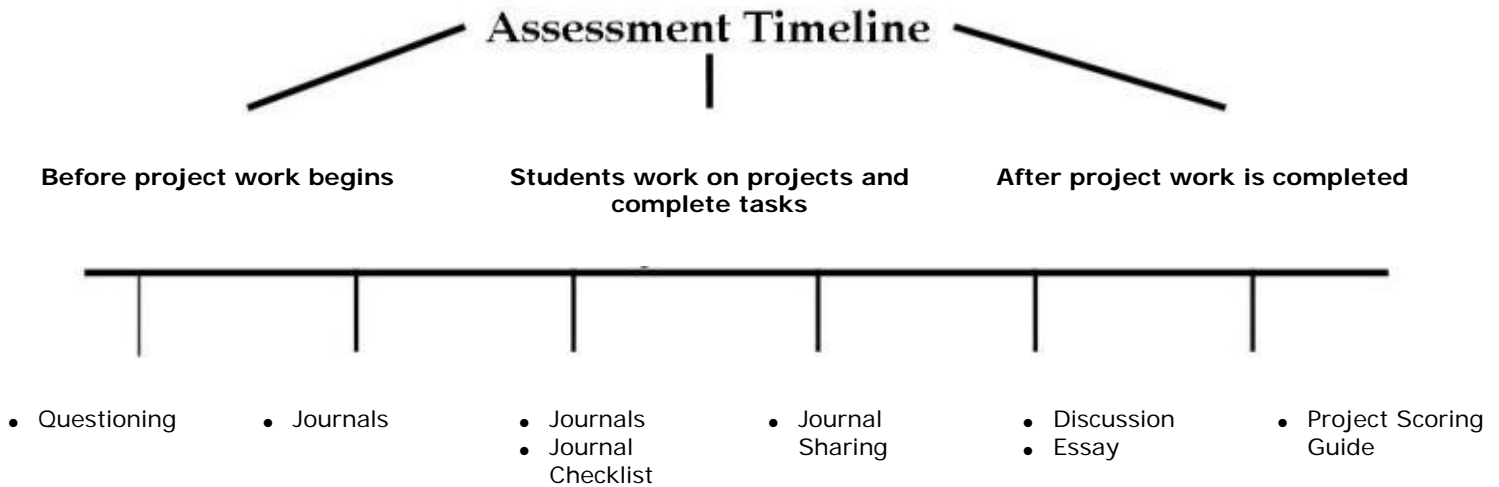 Assessment Timeline
Before project work begins
Students work on projects and
complete tasks
After project work is completed
• Questioning
• Journals
• Journals
• Journal
Checklist
• Journal
Sharing
• Discussion
• Essay
• Project Scoring
Guide